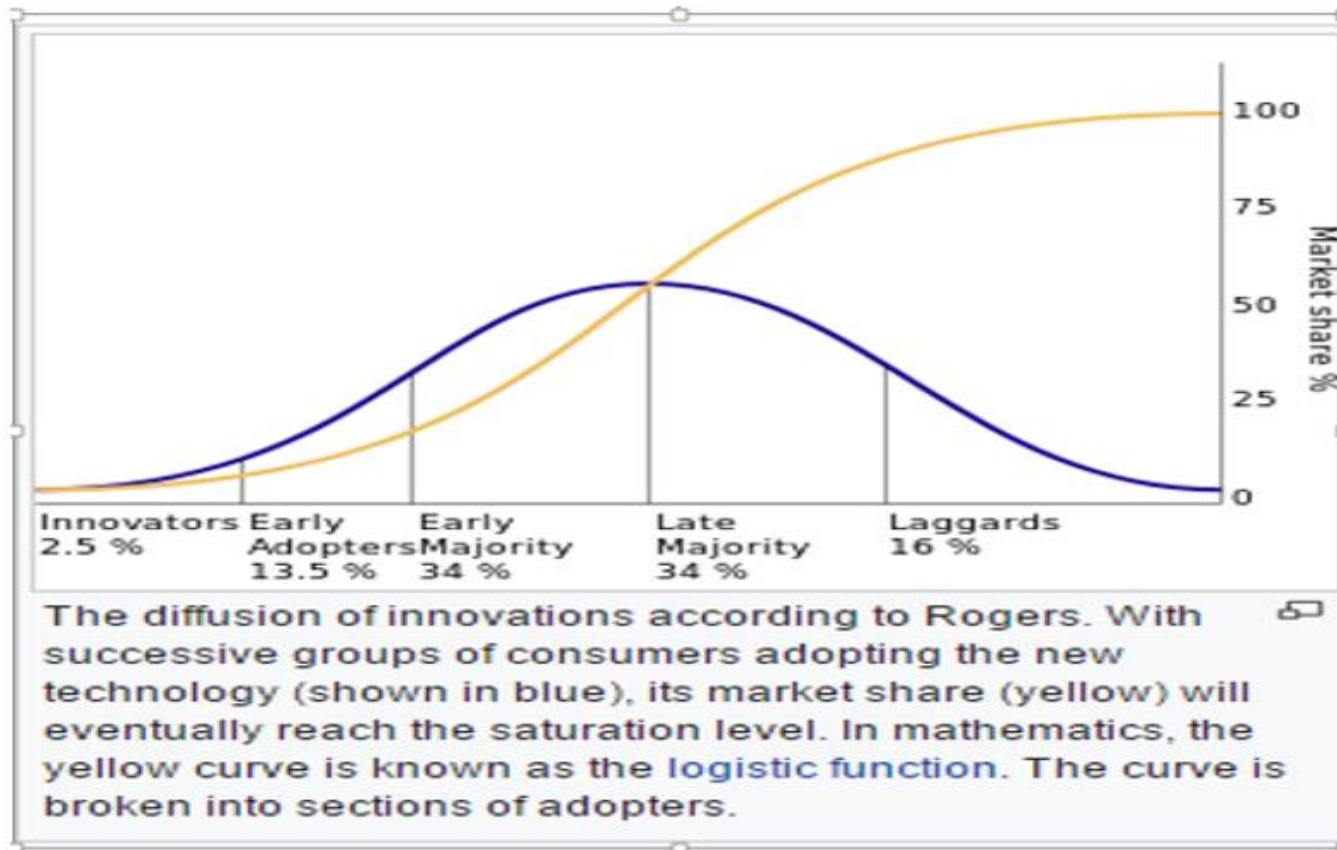 100
75
50
25
0
Market share %
Innovators
2.5 %
Early
Adopters
13.5 %
Early
Majority
34 %
Late
Majority
34 %
Laggards
16 %
The diffusion of innovations according to Rogers. With
successive groups of consumers adopting the new
technology (shown in blue), its market share (yellow) will
eventually reach the saturation level. In mathematics, the
yellow curve is known as the logistic function. The curve is
broken into sections of adopters.